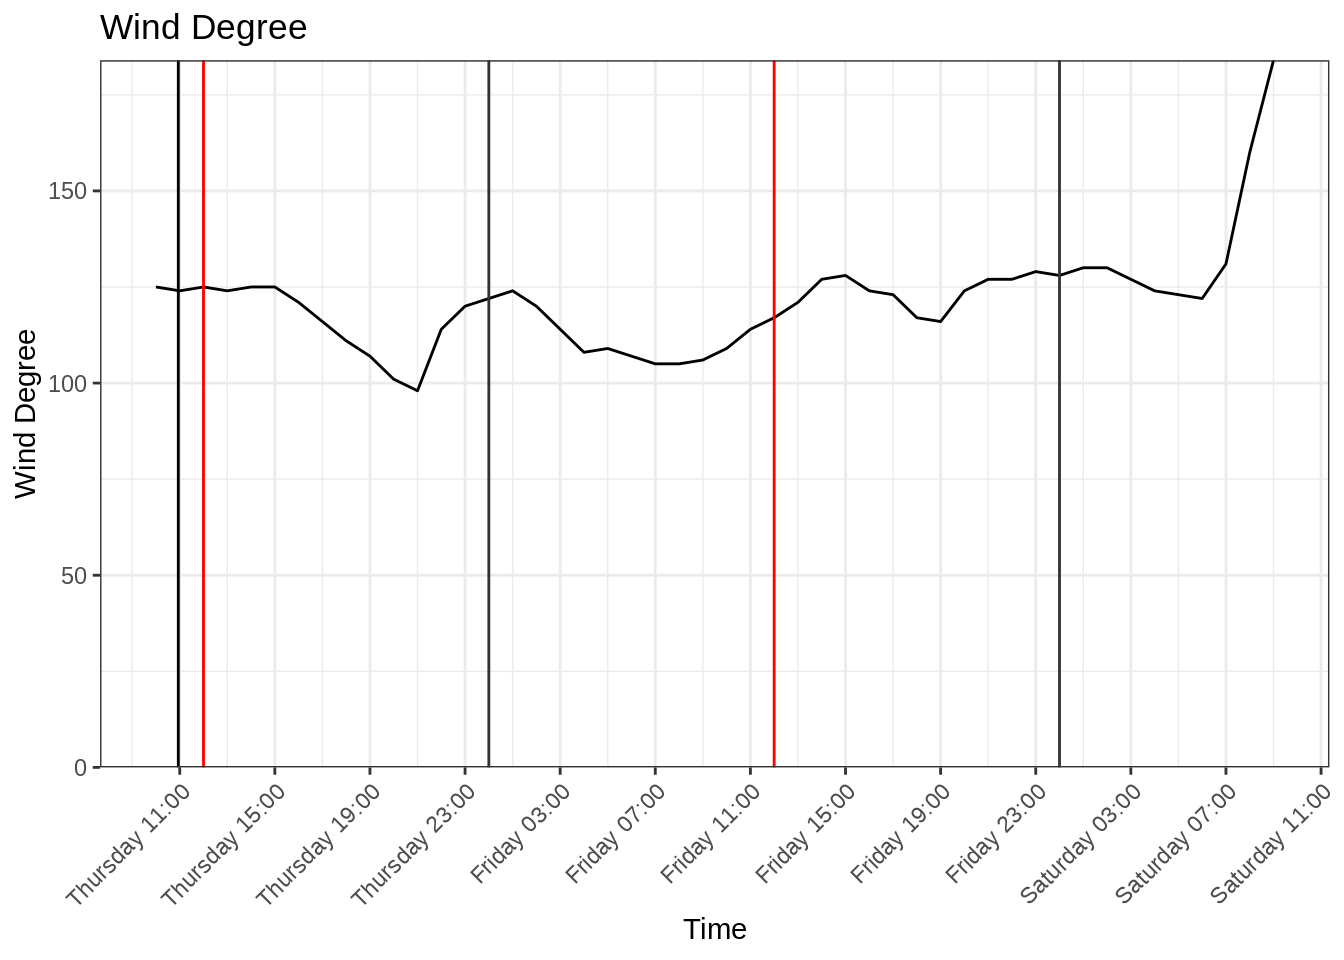 Wind Degree
Wind Degree
150
100
50
0
Thursday 11:00
Thursday 15:00
Thursday 19:00
Thursday 23:00
Friday 03:00
Friday 07:00
Friday 11:00
Friday 15:00
Friday 19:00
Friday 23:00
Saturday 03:00
Saturday 07:00
Saturday 11:00
Time